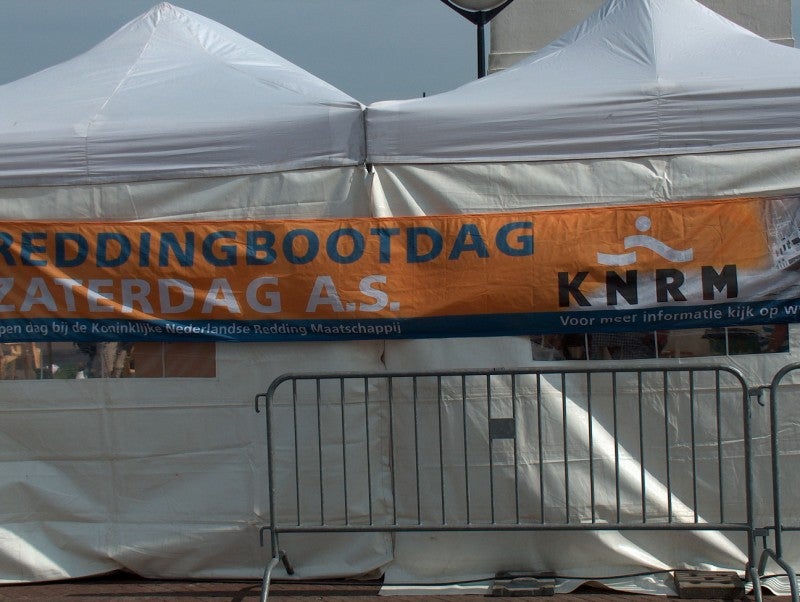 REDDINGBOOTDAG
ZATERDAG A.S.
pen dag bij de Koninklijke Nederlandse Redding Maatschappij
KNRM
Voor meer informatie kijk op w